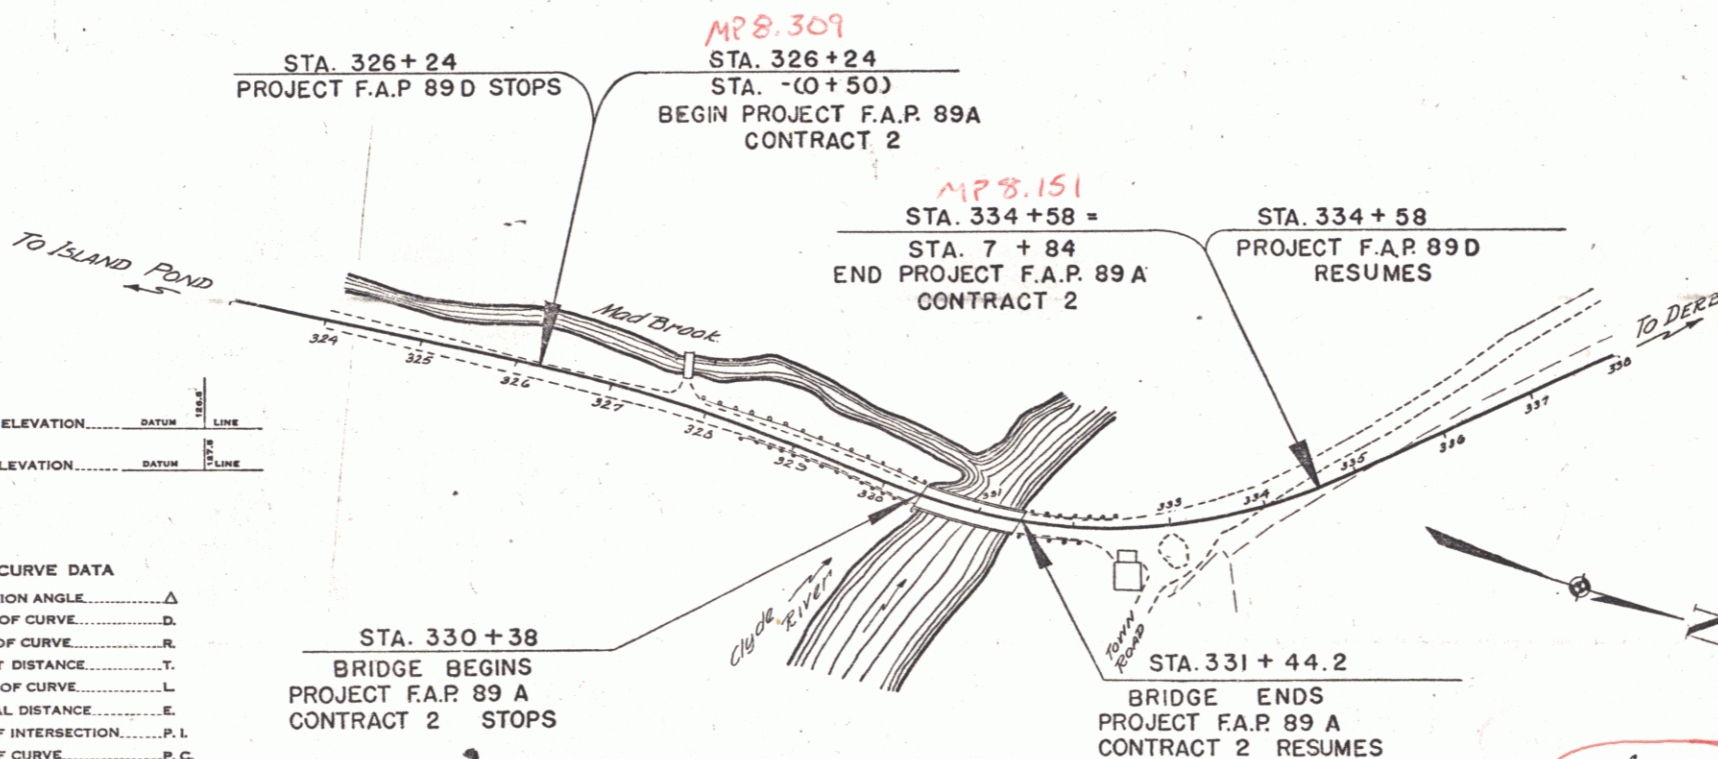 MP 8.309
STA. 326+24
PROJECT F.A.P 89D STOPS
STA. 326+24
STA. -(0+50)
BEGIN PROJECT F.A.P. 89A
CONTRACT 2
MP 8.151
STA. 334+58 =
STA. 7 + 84
END PROJECT F.A.P. 89 A
CONTRACT 2
STA. 334+58
PROJECT F.A.P. 89D
RESUMES
TO ISLAND POND
Mad Brook
TO DERB
324
325
326
327
328
329
330
331
333
334
335
336
337
338
ELEVATION DATUM LINE
LEVATION DATUM LINE
CURVE DATA
ION ANGLE Δ
OF CURVE D.
OF CURVE R.
T DISTANCE T.
OF CURVE L
AL DISTANCE E.
F INTERSECTION P. I.
F CURVE P. C.
Clyde River
TOWN ROAD
STA. 330+38
BRIDGE BEGINS
PROJECT F.A.P. 89 A
CONTRACT 2 STOPS
STA. 331 + 44.2
BRIDGE ENDS
PROJECT F.A.P. 89 A
CONTRACT 2 RESUMES
N